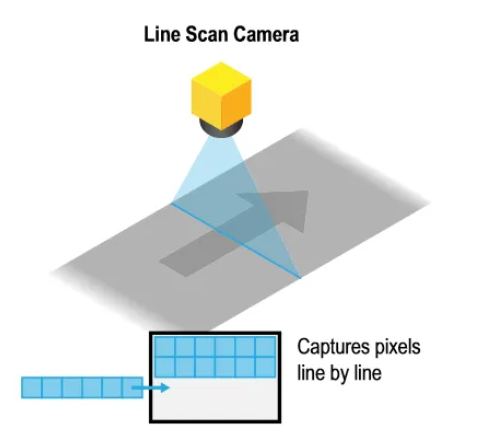 Line Scan Camera
Captures pixels
line by line